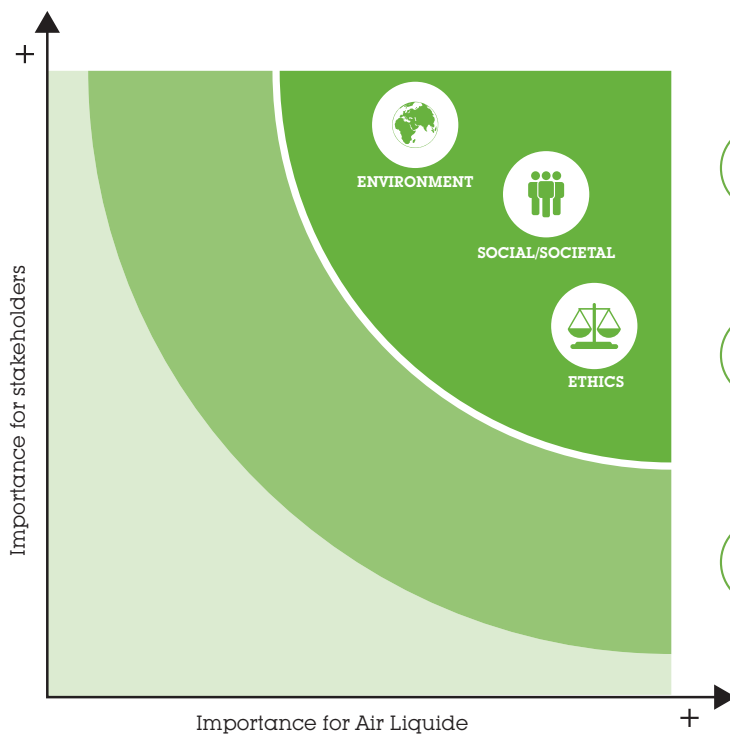 +
ENVIRONMENT
SOCIAL/SOCIETAL
ETHICS
Importance for stakeholders
Importance for Air Liquide
+